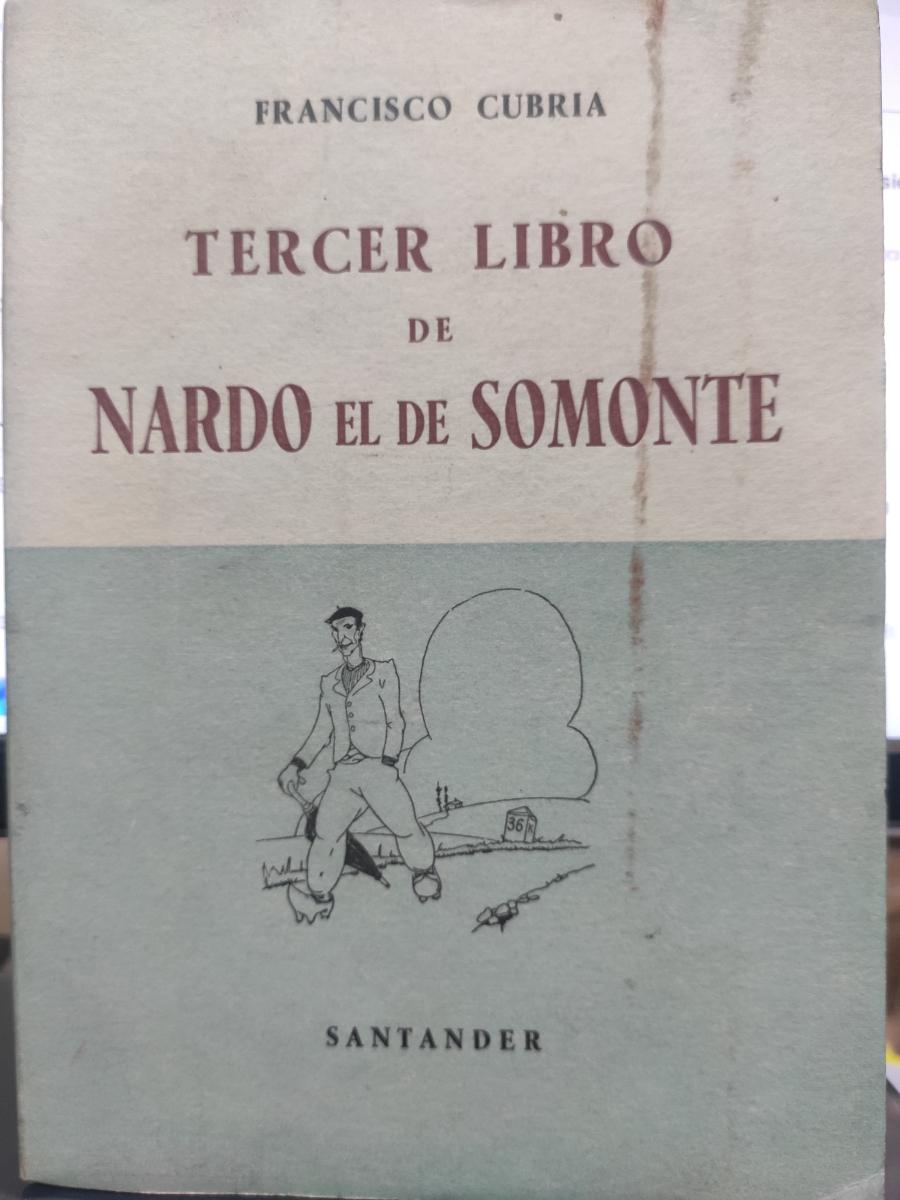 FRANCISCO CUBRIA
TERCER LIBRO
DE
NARDO EL DE SOMONTE
36 K
SANTANDER